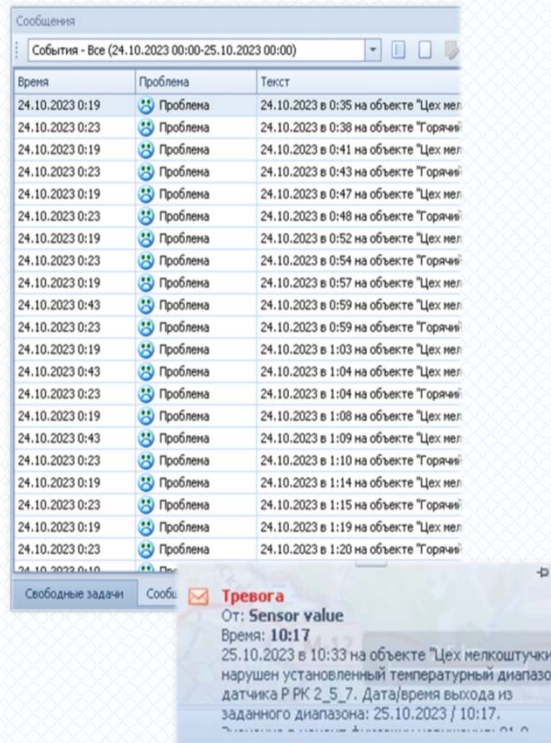 Сообщения
События - Все (24.10.2023 00:00-25.10.2023 00:00)
Время Проблема Текст
24.10.2023 0:19 Проблема 24.10.2023 в 0:35 на объекте "Цех мел
24.10.2023 0:23 Проблема 24.10.2023 в 0:38 на объекте "Горячий
24.10.2023 0:19 Проблема 24.10.2023 в 0:41 на объекте "Цех мел
24.10.2023 0:23 Проблема 24.10.2023 в 0:43 на объекте "Горячий
24.10.2023 0:19 Проблема 24.10.2023 в 0:47 на объекте "Цех мел
24.10.2023 0:23 Проблема 24.10.2023 в 0:48 на объекте "Горячий
24.10.2023 0:19 Проблема 24.10.2023 в 0:52 на объекте "Цех мел
24.10.2023 0:23 Проблема 24.10.2023 в 0:54 на объекте "Горячий
24.10.2023 0:19 Проблема 24.10.2023 в 0:57 на объекте "Цех мел
24.10.2023 0:43 Проблема 24.10.2023 в 0:59 на объекте "Цех мел
24.10.2023 0:23 Проблема 24.10.2023 в 0:59 на объекте "Горячий
24.10.2023 0:19 Проблема 24.10.2023 в 1:03 на объекте "Цех мел
24.10.2023 0:43 Проблема 24.10.2023 в 1:04 на объекте "Цех мел
24.10.2023 0:23 Проблема 24.10.2023 в 1:04 на объекте "Горячий
24.10.2023 0:19 Проблема 24.10.2023 в 1:08 на объекте "Цех мел
24.10.2023 0:43 Проблема 24.10.2023 в 1:09 на объекте "Цех мел
24.10.2023 0:23 Проблема 24.10.2023 в 1:10 на объекте "Горячий
24.10.2023 0:19 Проблема 24.10.2023 в 1:14 на объекте "Цех мел
24.10.2023 0:23 Проблема 24.10.2023 в 1:15 на объекте "Горячий
24.10.2023 0:19 Проблема 24.10.2023 в 1:19 на объекте "Цех мел
24.10.2023 0:23 Проблема 24.10.2023 в 1:20 на объекте "Горячий
Свободные задачи Сообщ
Тревога
От: Sensor value
Время: 10:17
25.10.2023 в 10:33 на объекте "Цех мелкоштучки
нарушен установленный температурный диапазо
датчика Р РК 2_5_7. Дата/время выхода из
заданного диапазона: 25.10.2023 / 10:17.